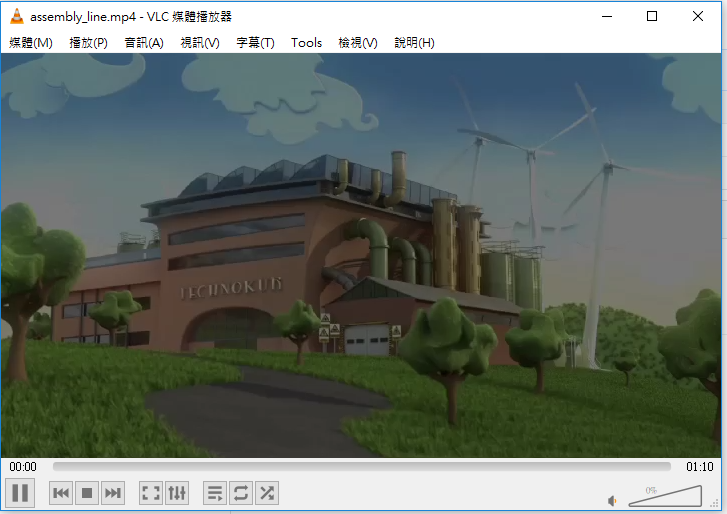 assembly_line.mp4 - VLC 媒體播放器
媒體(M) 播放(P) 音訊(A) 視訊(V) 字幕(T) Tools 檢視(V) 說明(H)
TECHNOKUB
00:00 01:10
0%